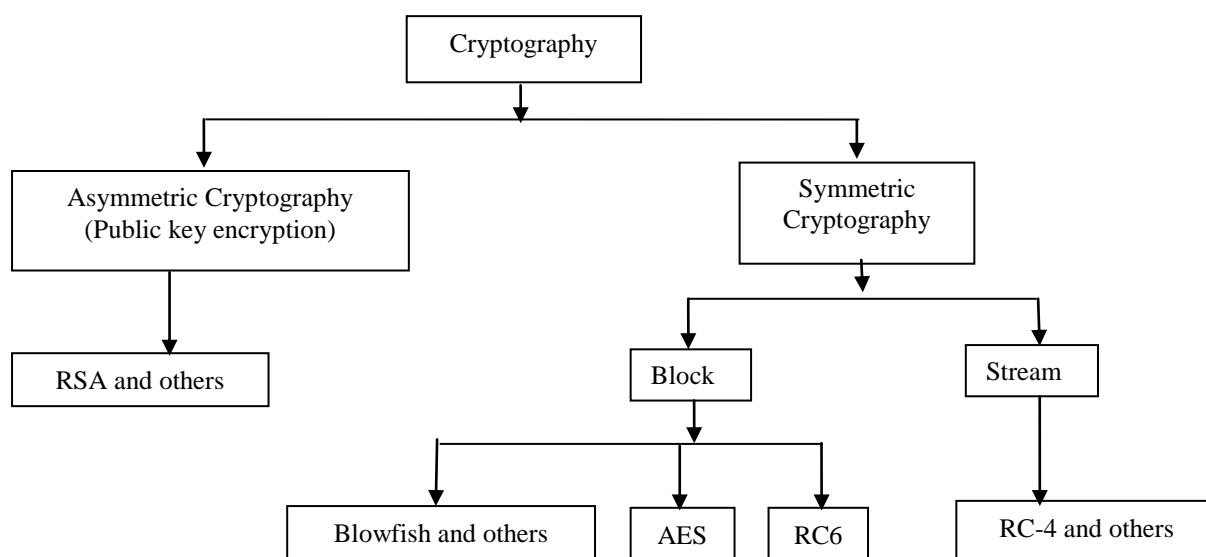 Cryptography
Asymmetric Cryptography
(Public key encryption)
Symmetric
Cryptography
RSA and others
Block
Stream
Blowfish and others
AES
RC6
RC-4 and others